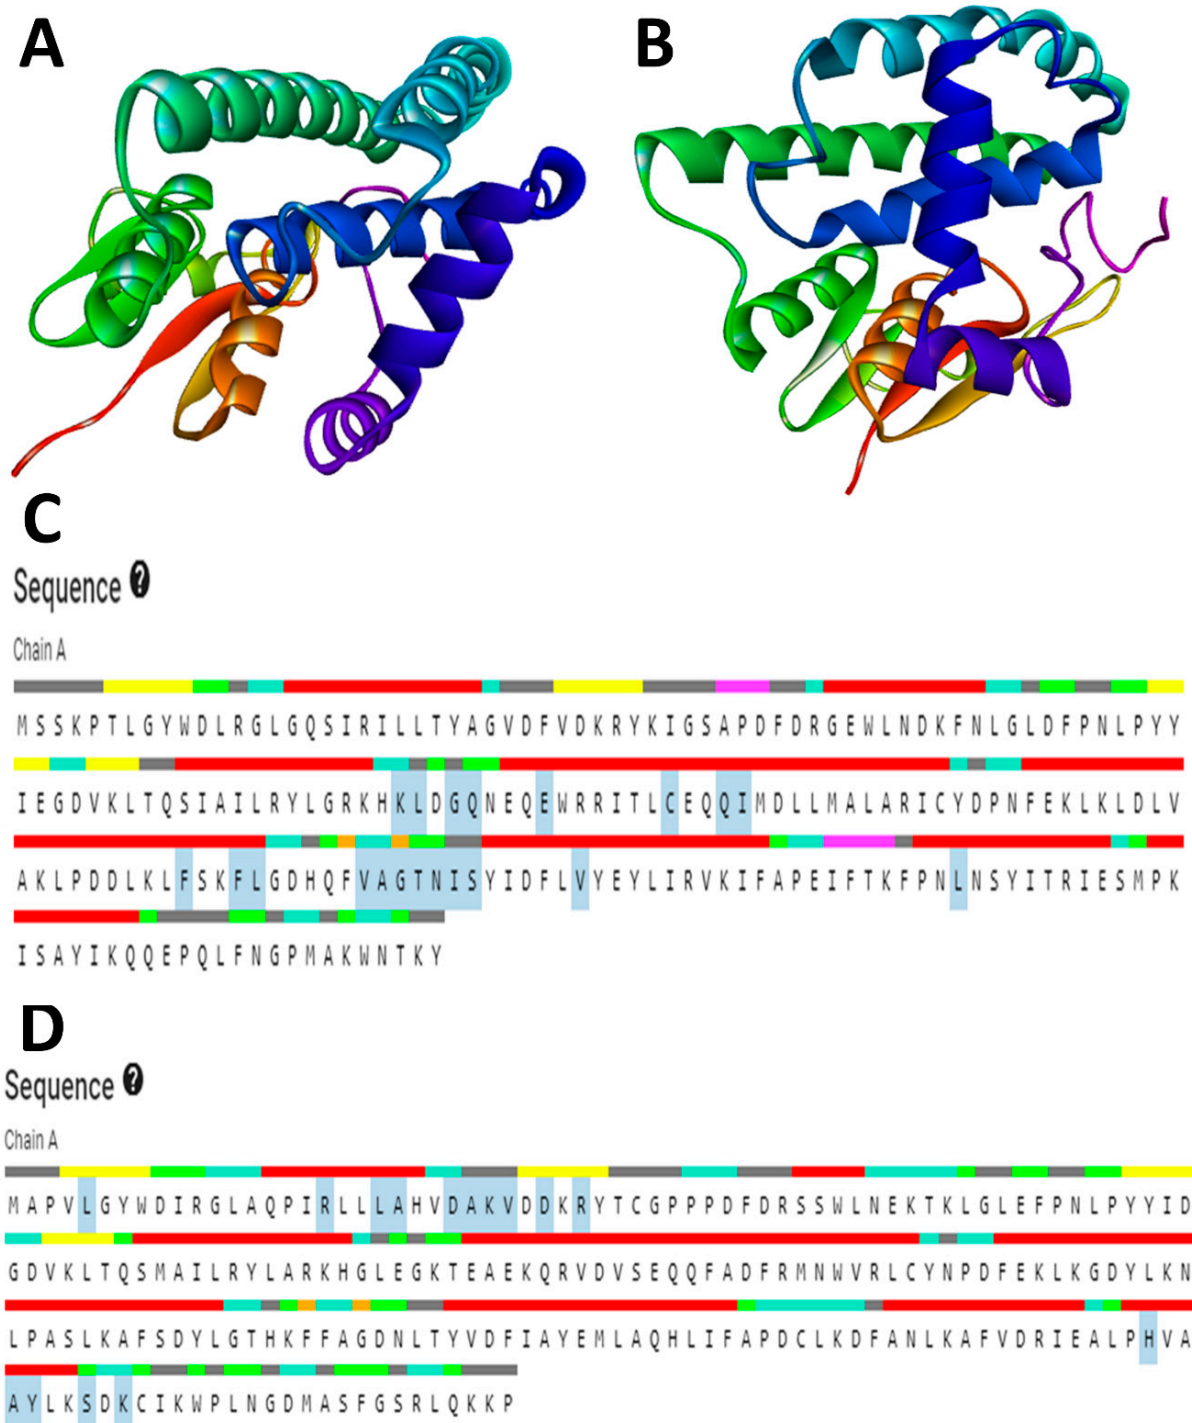 A
B
C
Sequence ?
Chain A
MSSKPTLGYWDLRGLGQSIRILLTYAGVDFVDKRYKIGSAPDFDRGEWLNDKFNLGLDFPNLPYY
IEGDVKLTQSIAILRYLGRKHKLDGQNEQEWRRITLCEQQIMDLLMALARICYDPNFEKLKLDLV
AKLPDDLKLFSKFLGDHQFVAGTNISYIDFLVYEYLIRVKIFAPEIFTKFPNLNSYITRIESMPK
ISAYIKQQEPQLFNGPMAKWNTKY
D
Sequence ?
Chain A
MAPVLGYWDIRGLAQPIRLLLAHVDAKVDDKRYTCGPPPDFDRSSWLNEKTKLGLEFPNLPYYID
GDVKLTQSMAILRYLARKHGLEGKTEAEKQRVDVSEQQFADFRMNWVRLCYNPDFEKLKGDYLKN
LPASLKAFSDYLGTHKFFAGDNLTYVDFIAYEMLAQHLIFAPDCLKDFANLKAFVDRIEALPHVA
AYLKSDKCIKWPLNGDMASFGSRLQKKP